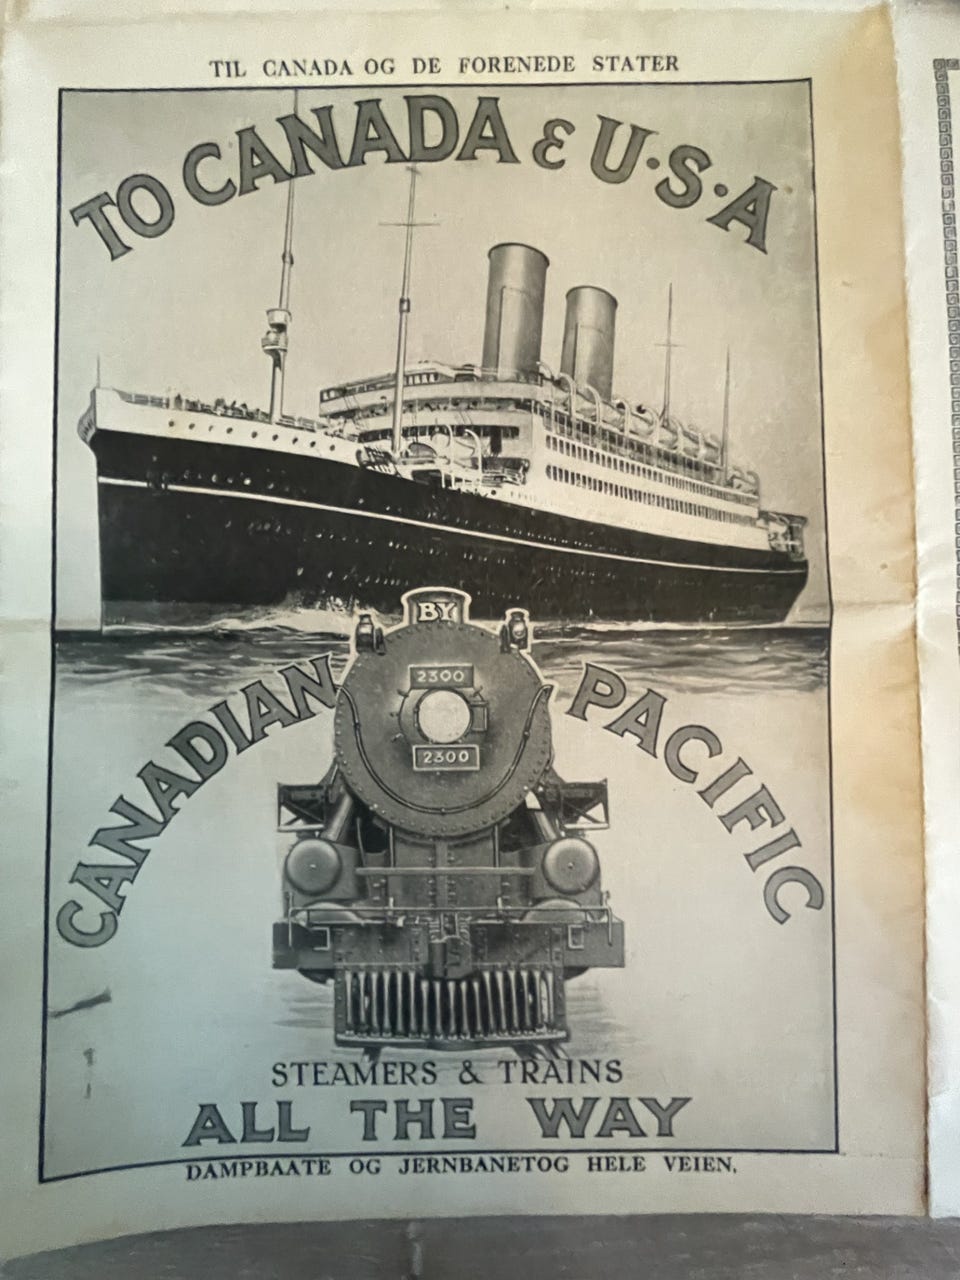 TIL CANADA OG DE FORENEDE STATER
TO CANADA & U·S·A
BY
2300
2300
CANADIAN PACIFIC
STEAMERS & TRAINS
ALL THE WAY
DAMPBAATE OG JERNBANETOG HELE VEIEN.